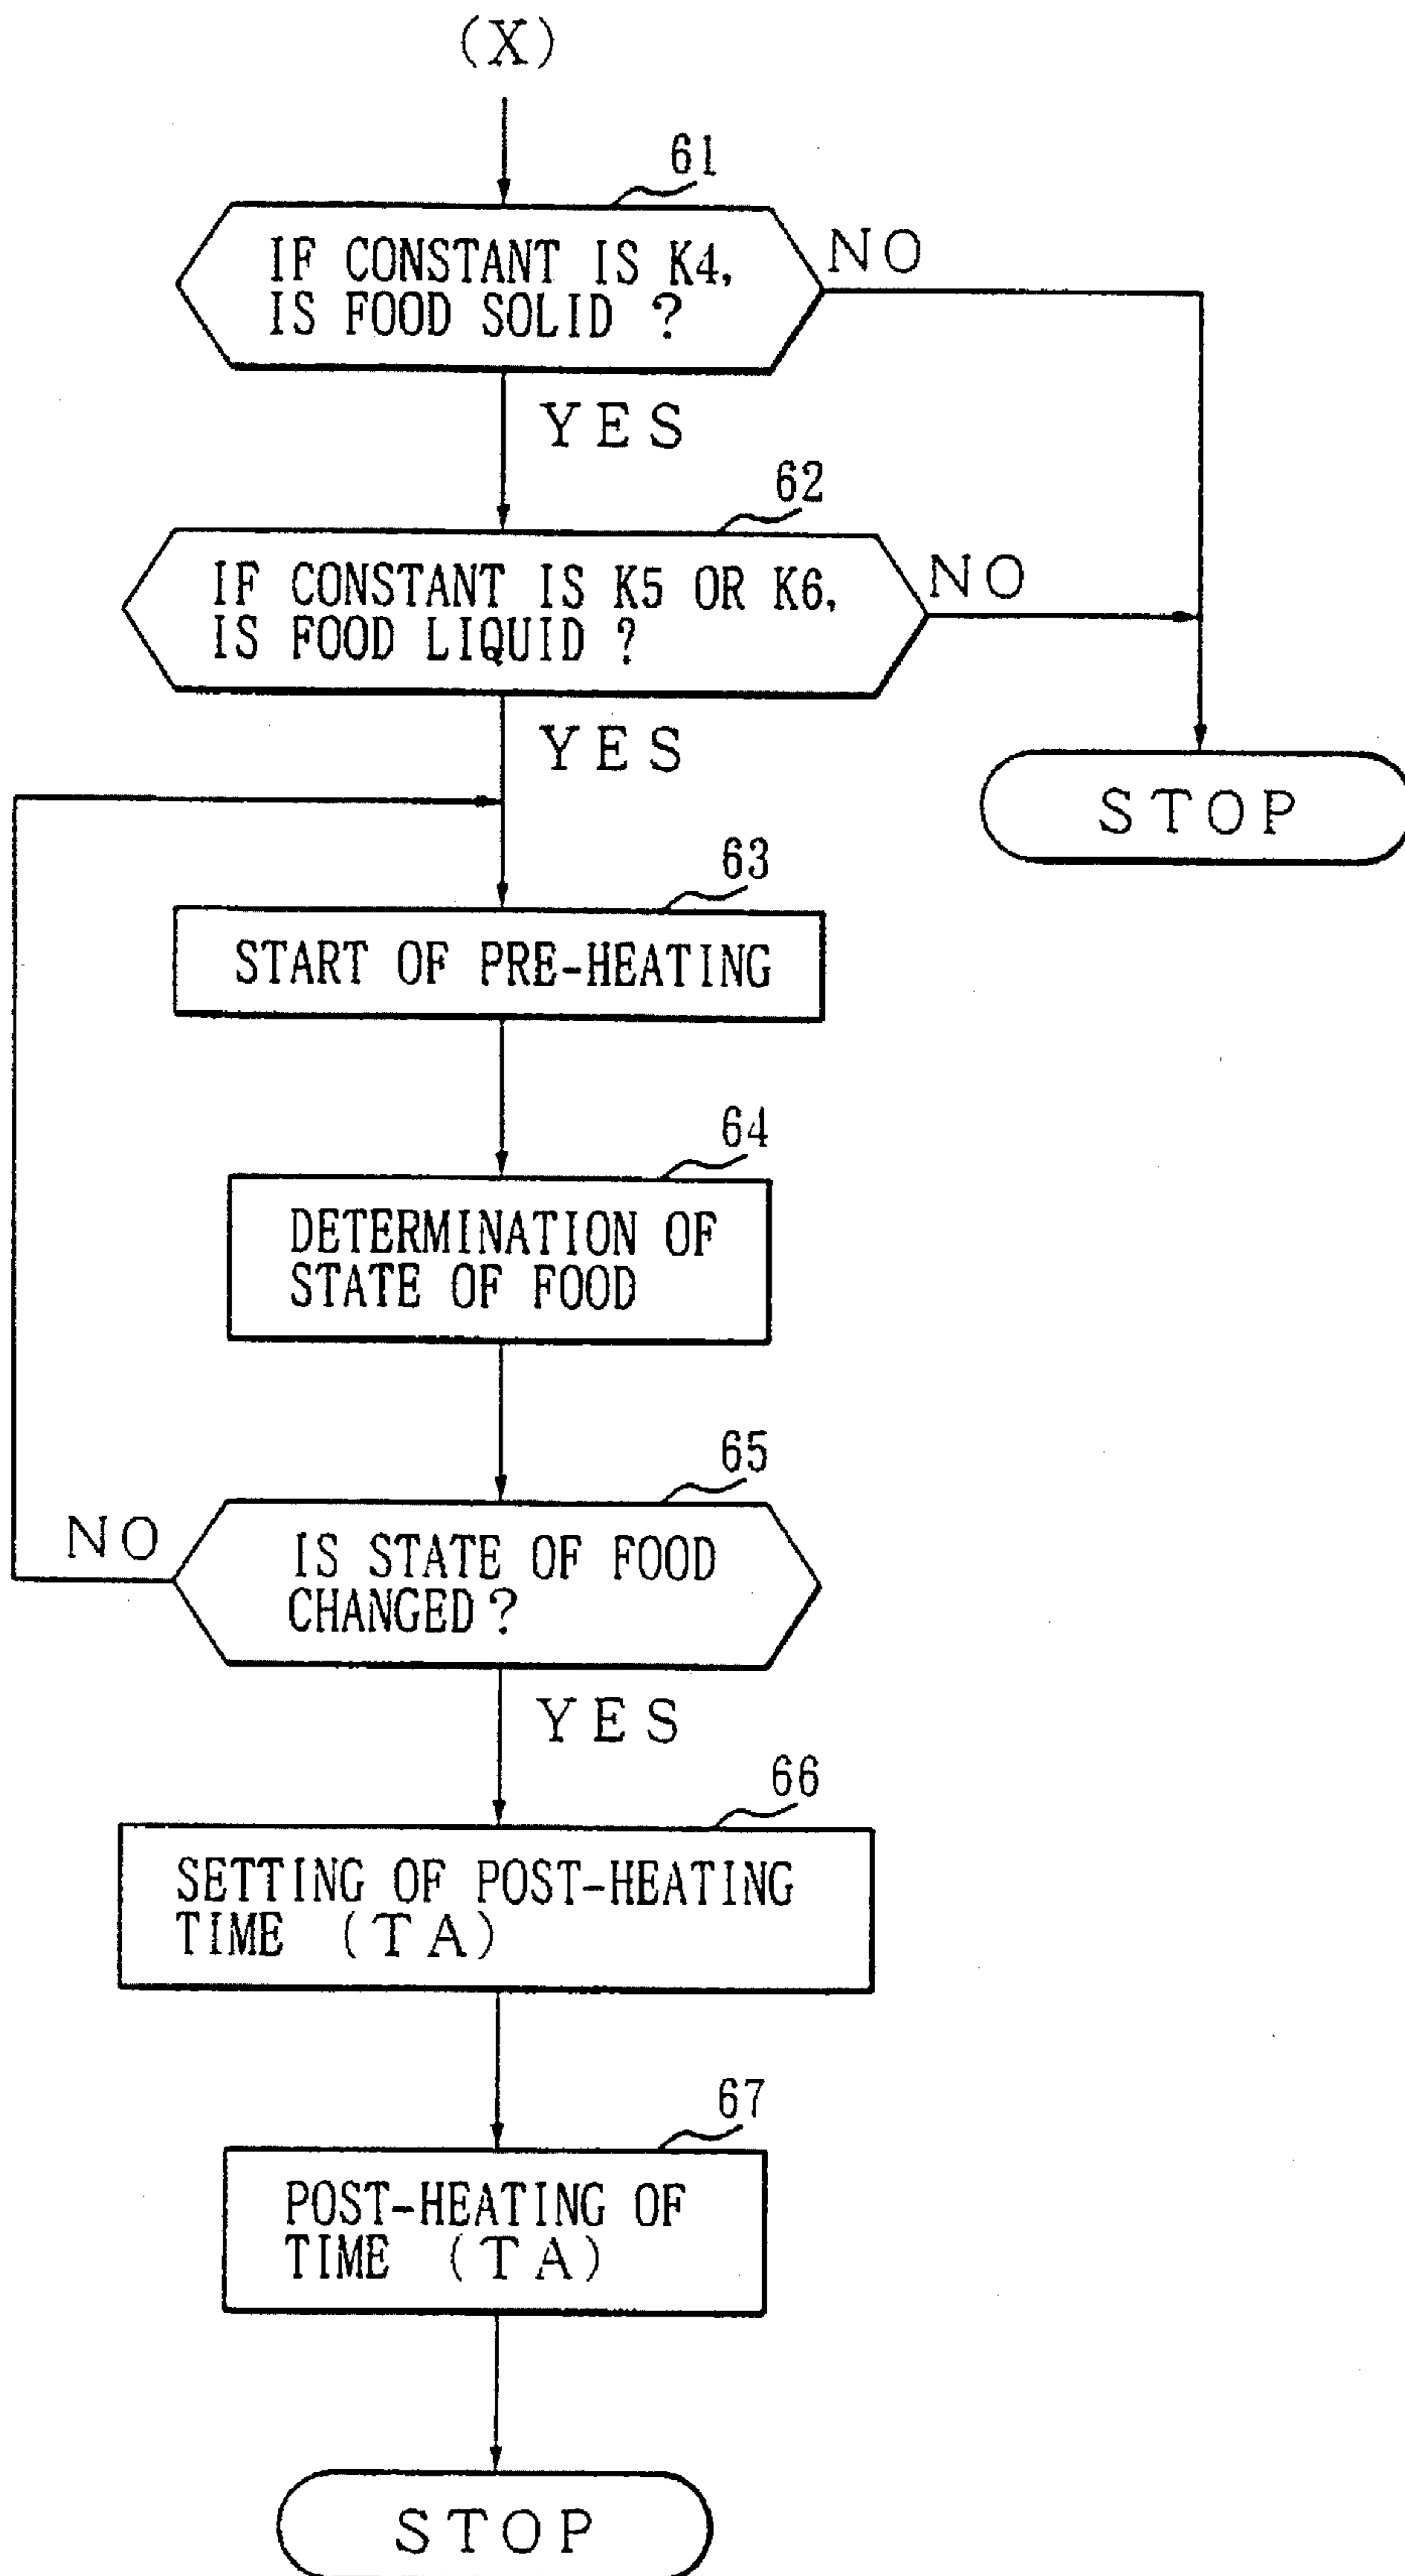 (X)
61
IF CONSTANT IS K4,
IS FOOD SOLID ?
NO
YES
62
IF CONSTANT IS K5 OR K6,
IS FOOD LIQUID ?
NO
YES
STOP
63
START OF PRE-HEATING
64
DETERMINATION OF
STATE OF FOOD
65
NO
IS STATE OF FOOD
CHANGED?
YES
66
SETTING OF POST-HEATING
TIME (TA)
67
POST-HEATING OF
TIME (TA)
STOP